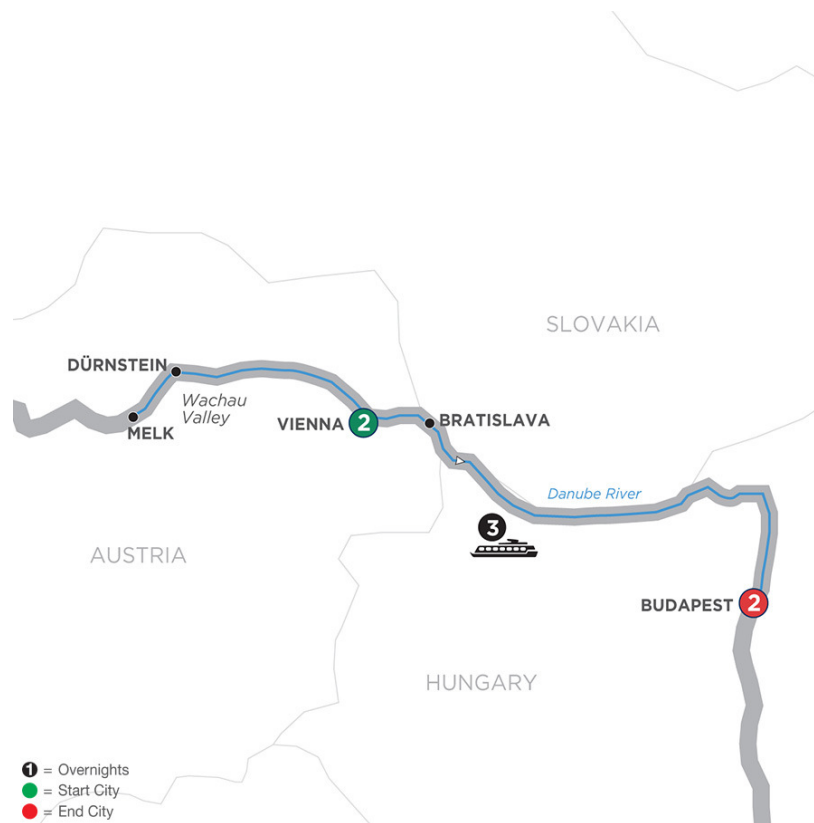 SLOVAKIA
DÜRNSTEIN
Wachau
Valley
MELK
VIENNA 2
BRATISLAVA
Danube River
3
AUSTRIA
BUDAPEST 2
HUNGARY
1 = Overnights
= Start City
= End City